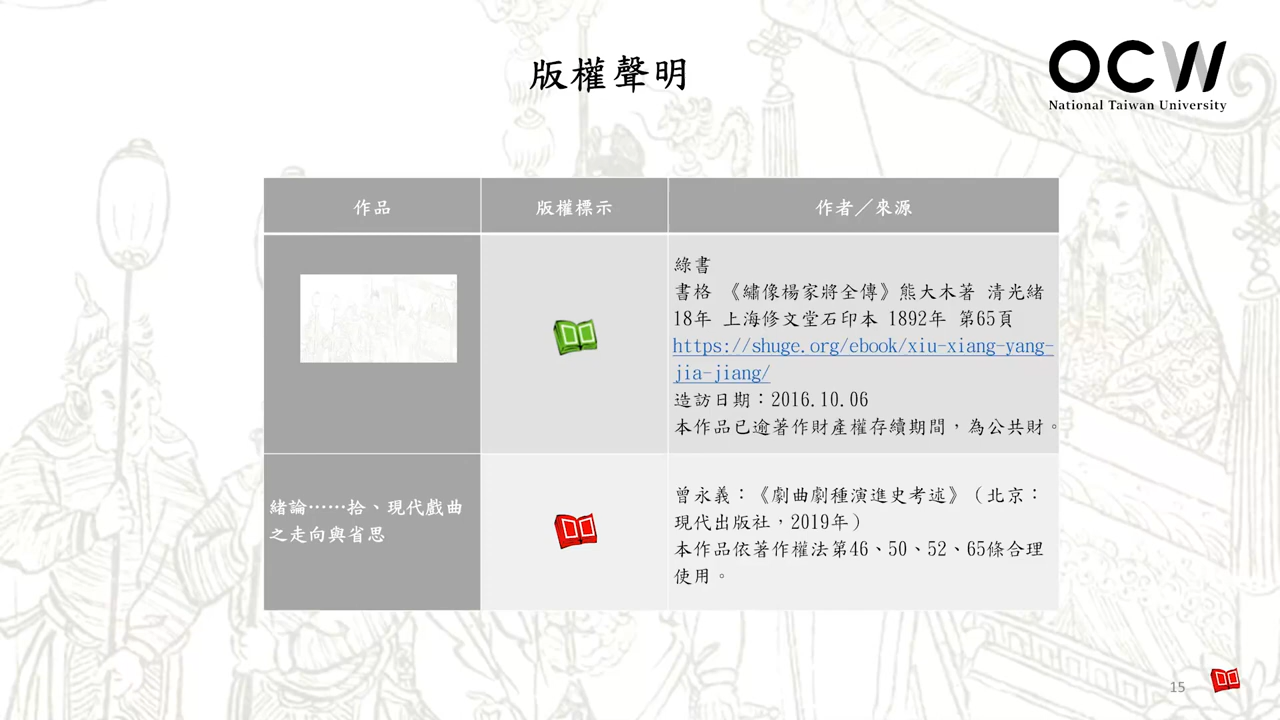 版權聲明
OCW
National Taiwan University
作品
版權標示
作者／來源
綠書
書格 《繡像楊家將全傳》熊大木著 清光緒
18年 上海修文堂石印本 1892年 第65頁
https://shuge.org/ebook/xiu-xiang-yang-
jia-jiang/
造訪日期：2016.10.06
本作品已逾著作財產權存續期間，為公共財。
緒論……拾、現代戲曲
之走向與省思
曾永義：《劇曲劇種演進史考述》（北京：
現代出版社，2019年）
本作品依著作權法第46、50、52、65條合理
使用。
15